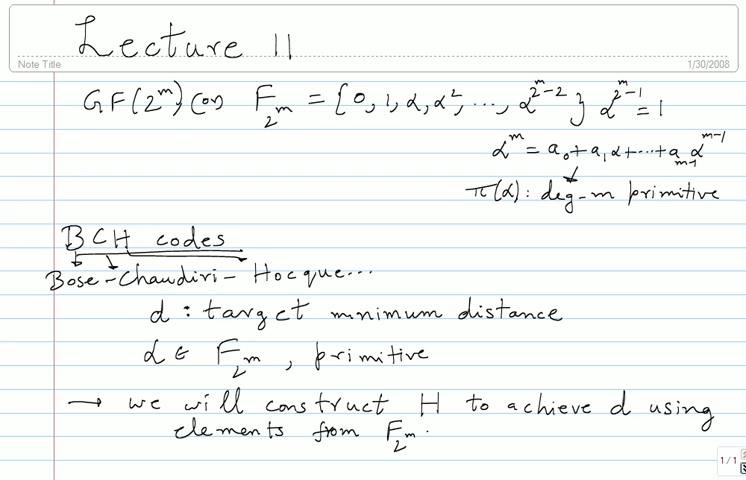 Lecture 11
Note Title
1/30/2008
GF(2^m) (or) F_{2^m} = {0, 1, α, α², ..., α^{2^m-2}} α^{2^m-1} = 1
α^m = a_0 + a_1 α + ... + a_{m-1} α^{m-1}
π(α): deg-m primitive
BCH codes
Bose - Chaudiri - Hocque...
d : target minimum distance
α ∈ F_{2^m}, primitive
→ we will construct H to achieve d using
elements from F_{2^m}.
1/1